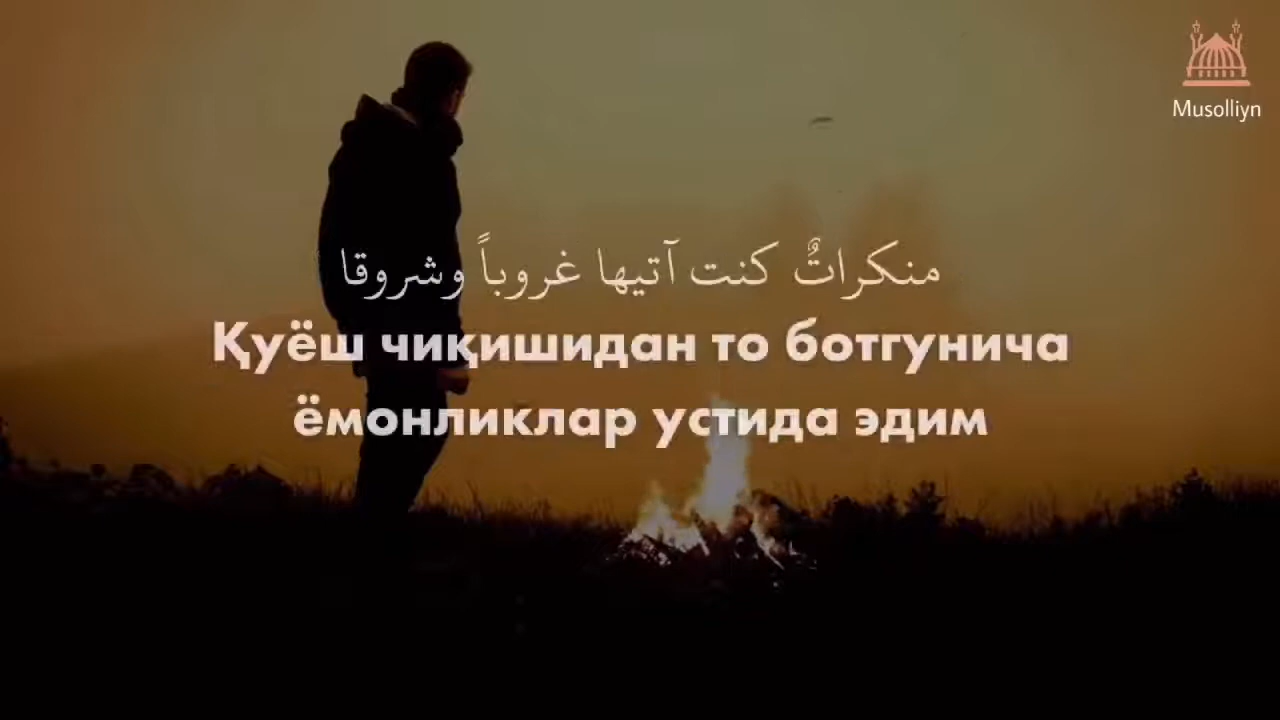 Musolliyn
منكراتٌ كنت آتيها غروباً وشروقا
Қуёш чиқишидан то ботгунича
ёмонликлар устида эдим